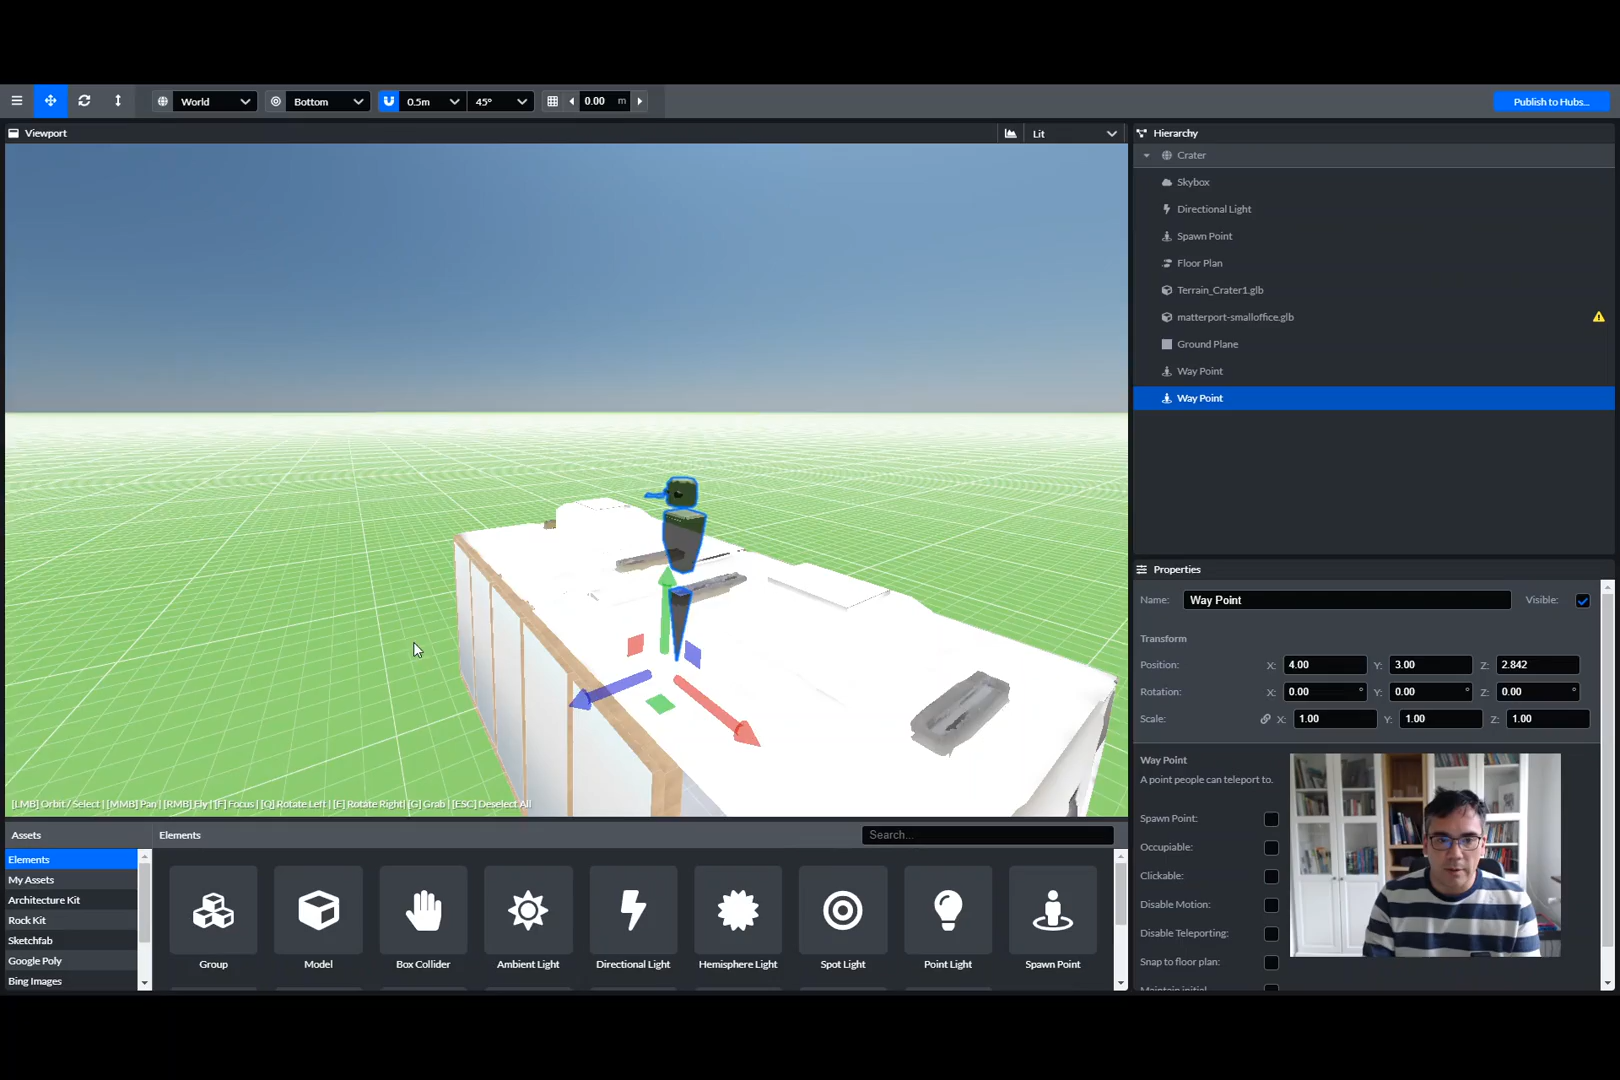 World
Bottom
0.5m
45°
0.00 m
Publish to Hubs...
Viewport
Lit
Hierarchy
Crater
Skybox
Directional Light
Spawn Point
Floor Plan
Terrain_Crater1.glb
matterport-smalloffice.glb
Ground Plane
Way Point
Way Point
[LMB] Orbit / Select | [MMB] Pan | [RMB] Fly | [F] Focus | [Q] Rotate Left | [E] Rotate Right | [G] Grab | [ESC] Deselect All
Properties
Name: Way Point Visible:
Transform
Position: X: 4.00 Y: 3.00 Z: 2.842
Rotation: X: 0.00 ° Y: 0.00 ° Z: 0.00 °
Scale: X: 1.00 Y: 1.00 Z: 1.00
Way Point
A point people can teleport to.
Spawn Point:
Occupiable:
Clickable:
Disable Motion:
Disable Teleporting:
Snap to floor plan:
Maintain initial
Assets
Elements
My Assets
Architecture Kit
Rock Kit
Sketchfab
Google Poly
Bing Images
Elements
Search...
Group
Model
Box Collider
Ambient Light
Directional Light
Hemisphere Light
Spot Light
Point Light
Spawn Point